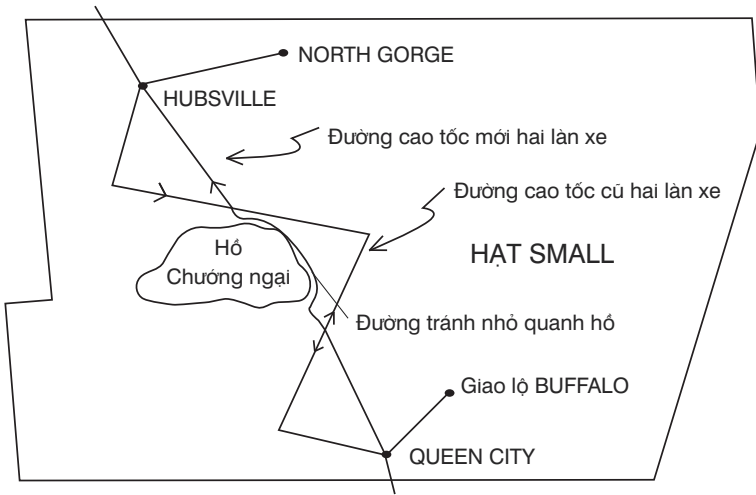 NORTH GORGE
HUBSVILLE
Đường cao tốc mới hai làn xe
Đường cao tốc cũ hai làn xe
Hồ
Chướng ngại
HẠT SMALL
Đường tránh nhỏ quanh hồ
Giao lộ BUFFALO
QUEEN CITY